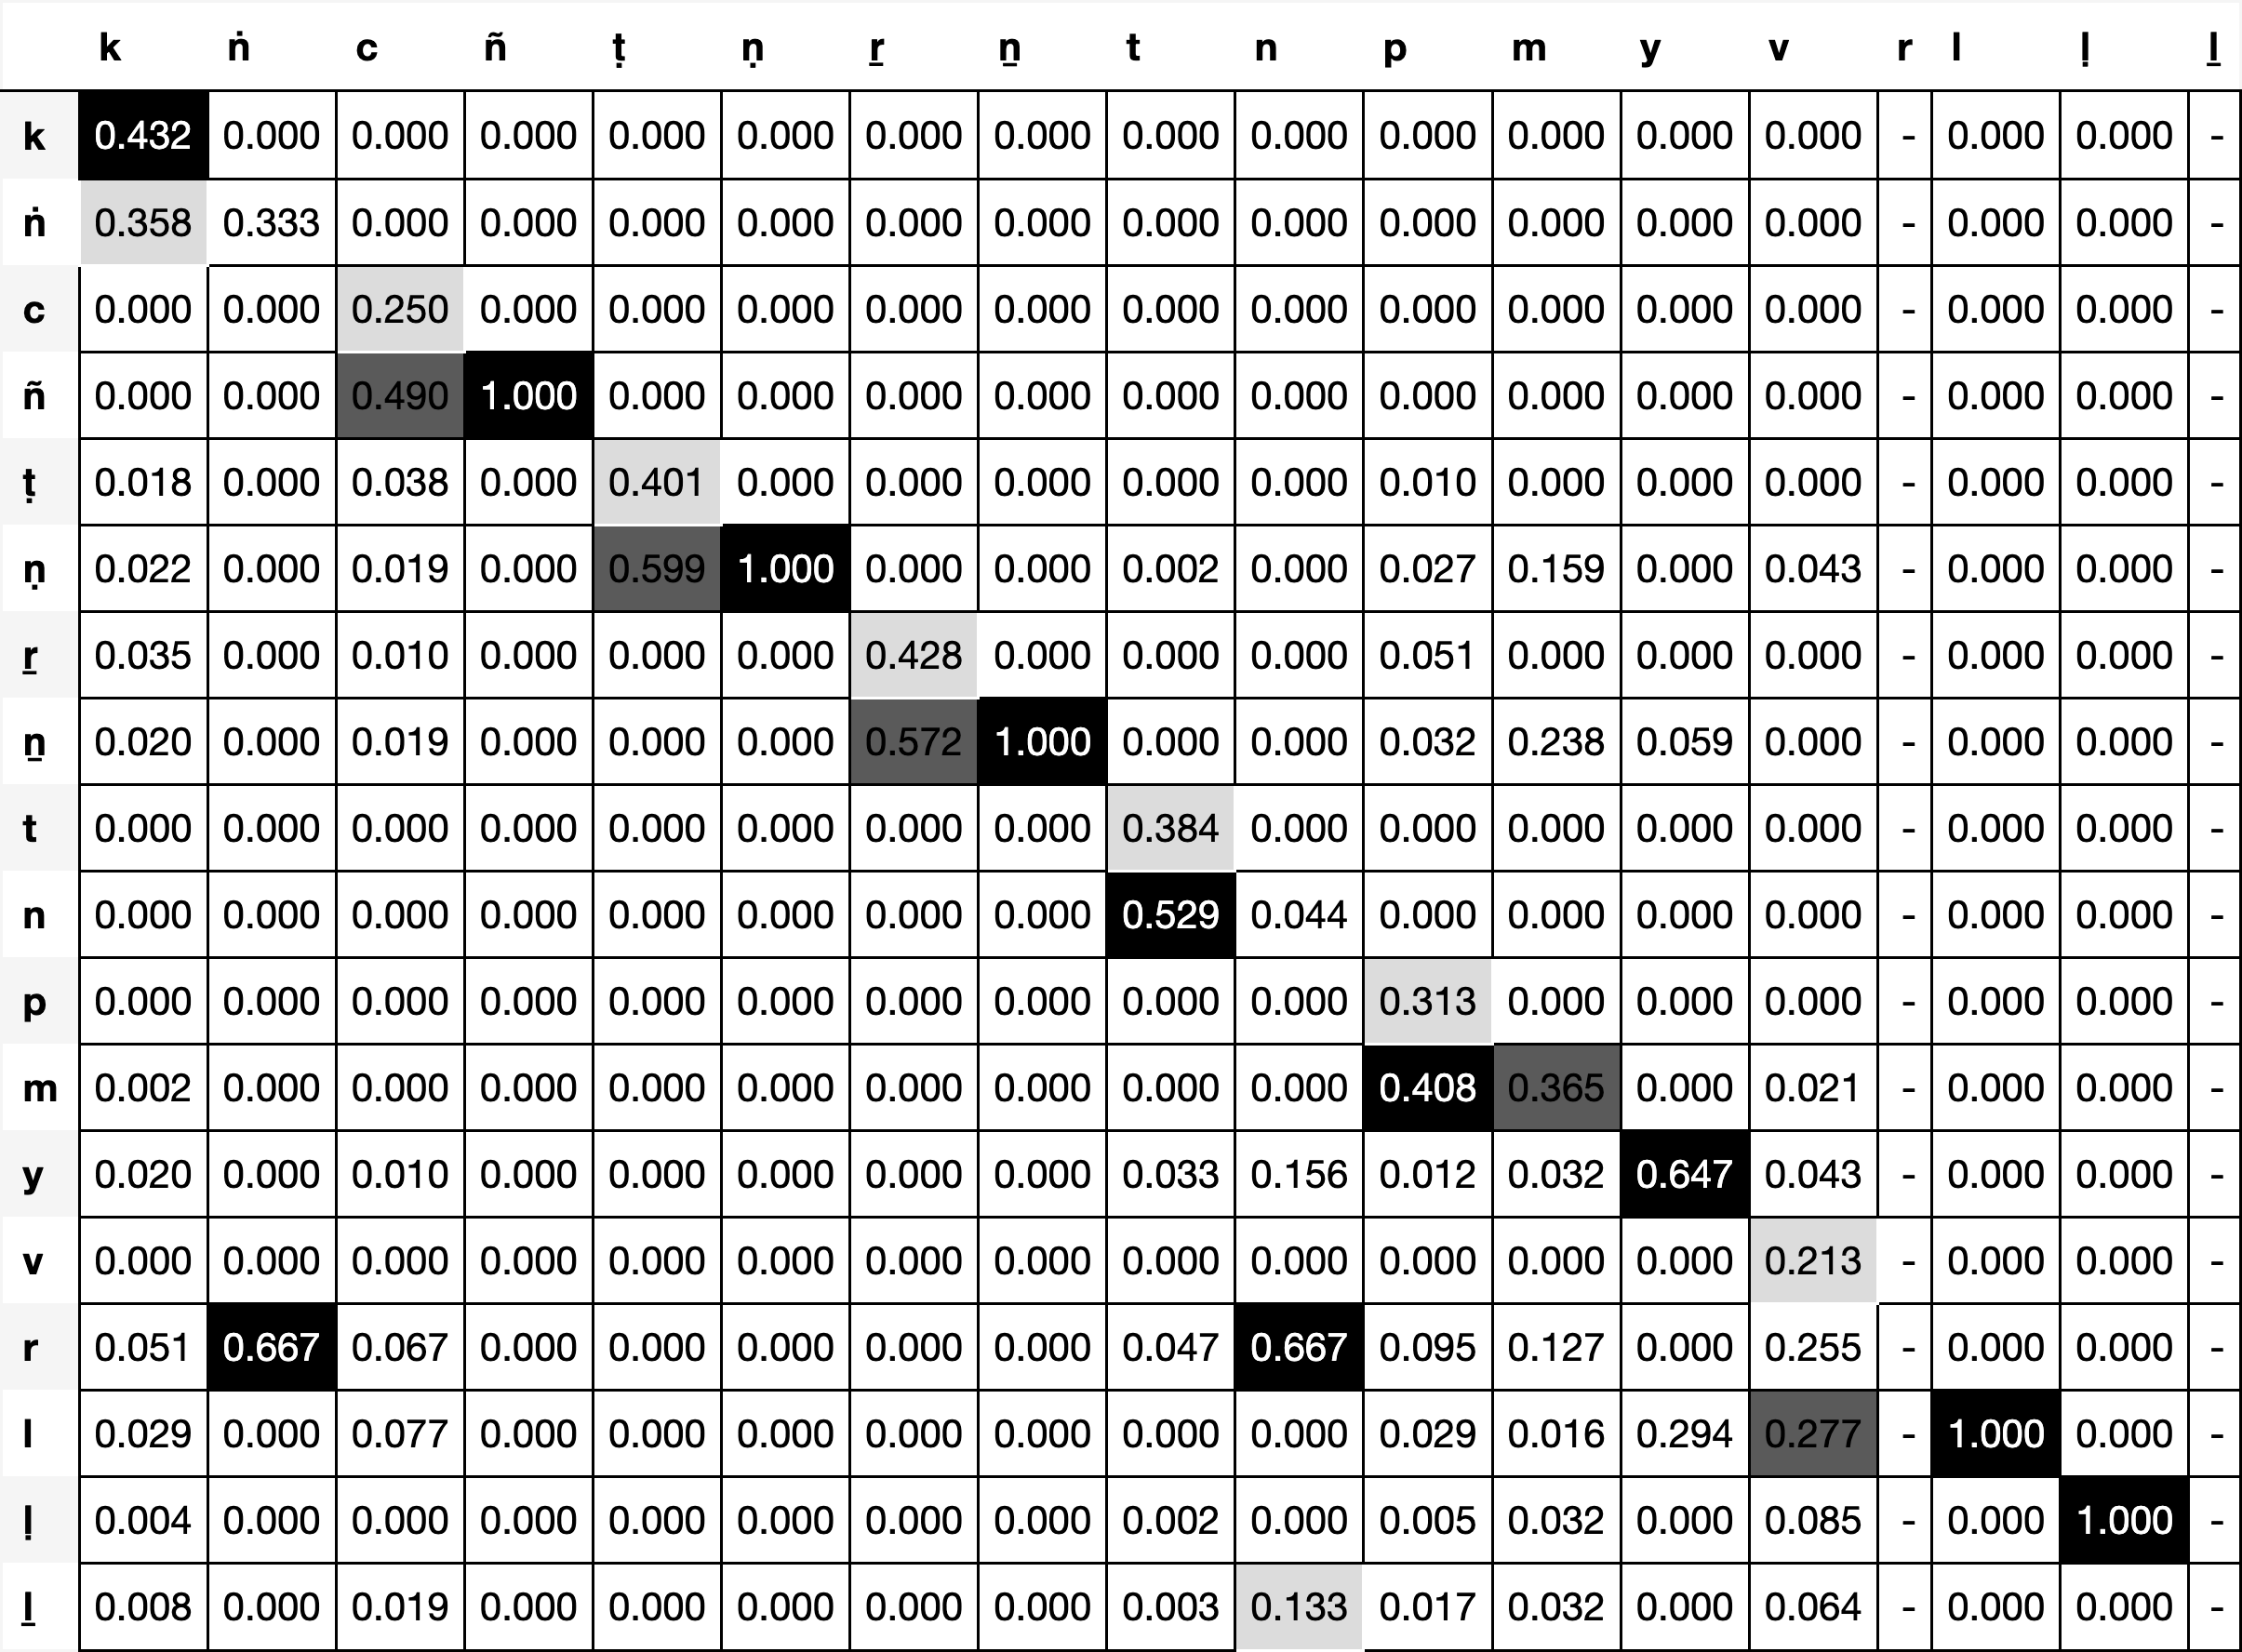 k ṅ c ñ ṭ ṇ ṟ ṉ t n p m y v r l ḷ ḻ
k 0.432 0.000 0.000 0.000 0.000 0.000 0.000 0.000 0.000 0.000 0.000 0.000 0.000 0.000 - 0.000 0.000 -
ṅ 0.358 0.333 0.000 0.000 0.000 0.000 0.000 0.000 0.000 0.000 0.000 0.000 0.000 0.000 - 0.000 0.000 -
c 0.000 0.000 0.250 0.000 0.000 0.000 0.000 0.000 0.000 0.000 0.000 0.000 0.000 0.000 - 0.000 0.000 -
ñ 0.000 0.000 0.490 1.000 0.000 0.000 0.000 0.000 0.000 0.000 0.000 0.000 0.000 0.000 - 0.000 0.000 -
ṭ 0.018 0.000 0.038 0.000 0.401 0.000 0.000 0.000 0.000 0.000 0.010 0.000 0.000 0.000 - 0.000 0.000 -
ṇ 0.022 0.000 0.019 0.000 0.599 1.000 0.000 0.000 0.002 0.000 0.027 0.159 0.000 0.043 - 0.000 0.000 -
ṟ 0.035 0.000 0.010 0.000 0.000 0.000 0.428 0.000 0.000 0.000 0.051 0.000 0.000 0.000 - 0.000 0.000 -
ṉ 0.020 0.000 0.019 0.000 0.000 0.000 0.572 1.000 0.000 0.000 0.032 0.238 0.059 0.000 - 0.000 0.000 -
t 0.000 0.000 0.000 0.000 0.000 0.000 0.000 0.000 0.384 0.000 0.000 0.000 0.000 0.000 - 0.000 0.000 -
n 0.000 0.000 0.000 0.000 0.000 0.000 0.000 0.000 0.529 0.044 0.000 0.000 0.000 0.000 - 0.000 0.000 -
p 0.000 0.000 0.000 0.000 0.000 0.000 0.000 0.000 0.000 0.000 0.313 0.000 0.000 0.000 - 0.000 0.000 -
m 0.002 0.000 0.000 0.000 0.000 0.000 0.000 0.000 0.000 0.000 0.408 0.365 0.000 0.021 - 0.000 0.000 -
y 0.020 0.000 0.010 0.000 0.000 0.000 0.000 0.000 0.033 0.156 0.012 0.032 0.647 0.043 - 0.000 0.000 -
v 0.000 0.000 0.000 0.000 0.000 0.000 0.000 0.000 0.000 0.000 0.000 0.000 0.000 0.213 - 0.000 0.000 -
r 0.051 0.667 0.067 0.000 0.000 0.000 0.000 0.000 0.047 0.667 0.095 0.127 0.000 0.255 - 0.000 0.000 -
l 0.029 0.000 0.077 0.000 0.000 0.000 0.000 0.000 0.000 0.000 0.029 0.016 0.294 0.277 - 1.000 0.000 -
ḷ 0.004 0.000 0.000 0.000 0.000 0.000 0.000 0.000 0.002 0.000 0.005 0.032 0.000 0.085 - 0.000 1.000 -
ḻ 0.008 0.000 0.019 0.000 0.000 0.000 0.000 0.000 0.003 0.133 0.017 0.032 0.000 0.064 - 0.000 0.000 -